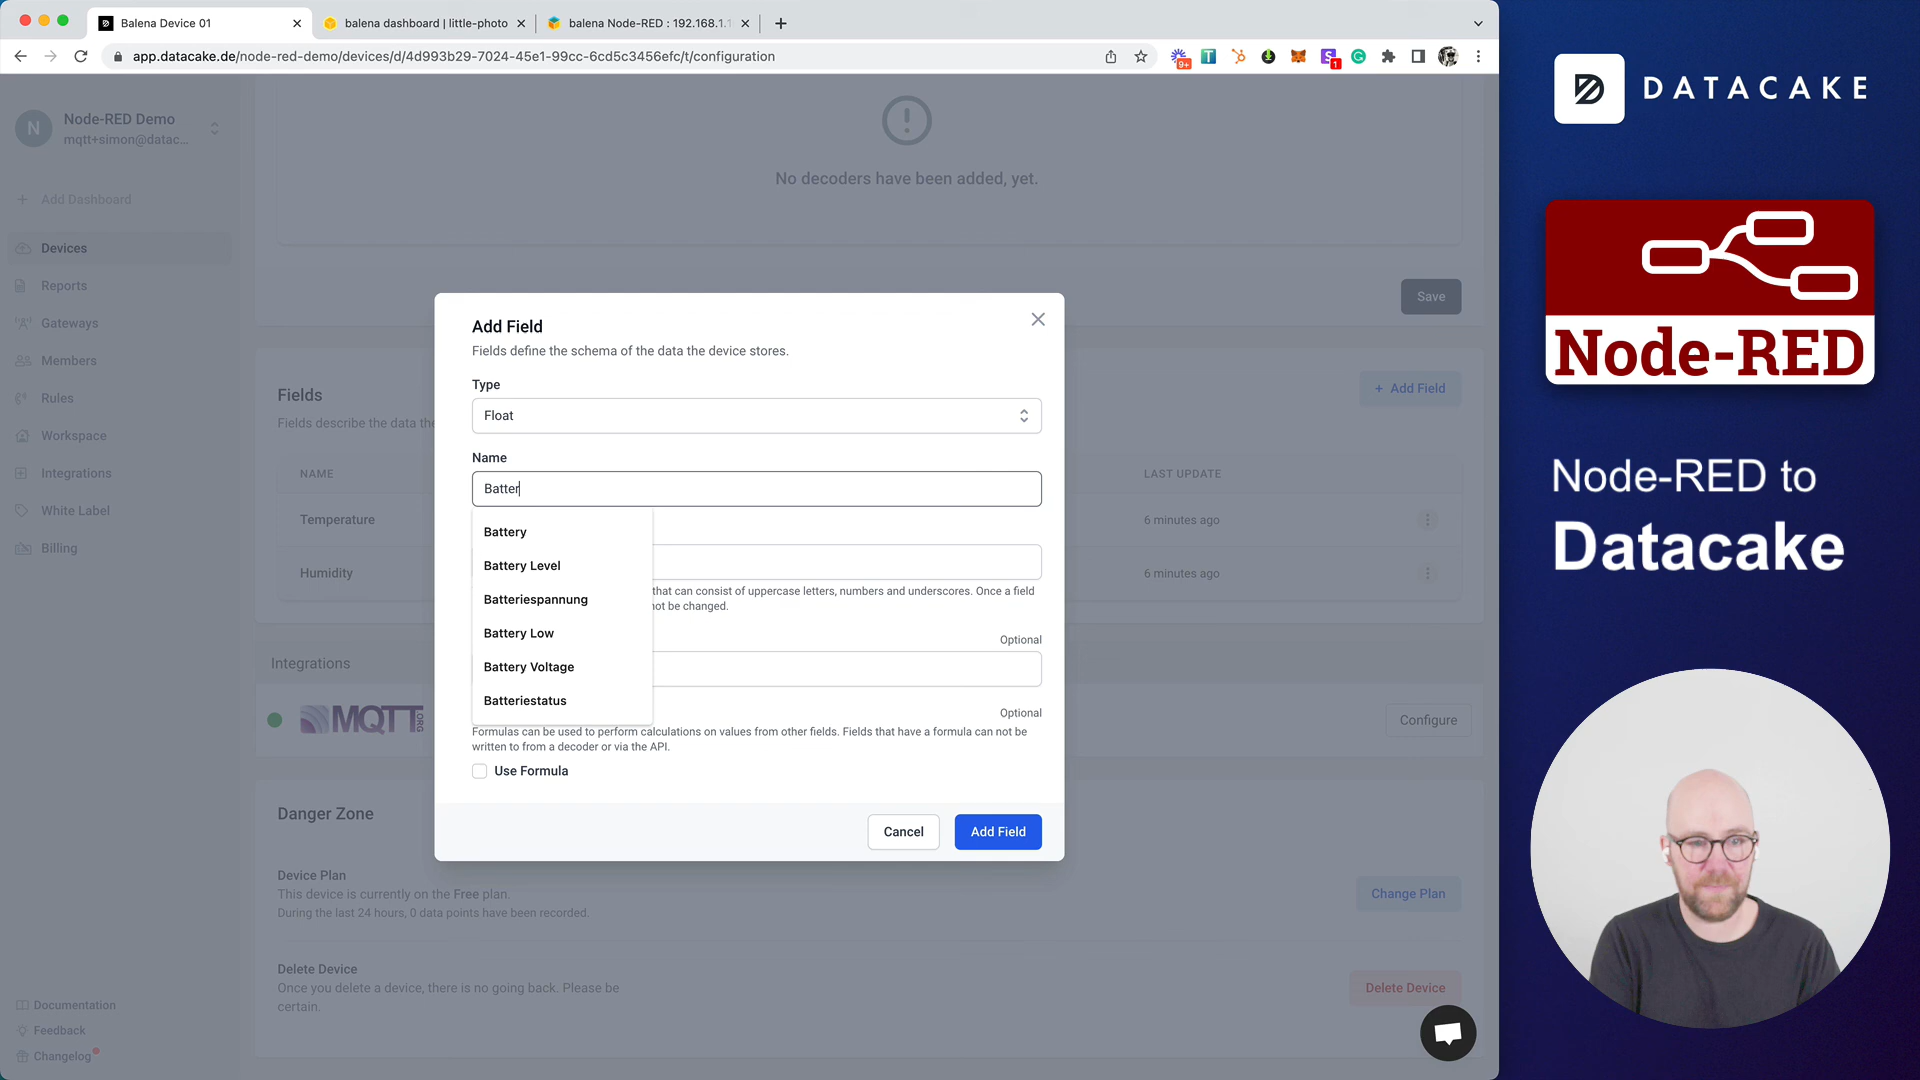 Balena Device 01
balena dashboard | little-photo
balena Node-RED : 192.168.1.1
app.datacake.de/node-red-demo/devices/d/4d993b29-7024-45e1-99cc-6cd5c3456efc/t/configuration
9+
1
N
Node-RED Demo
mqtt+simon@datac...
Add Dashboard
Devices
Reports
Gateways
Members
Rules
Workspace
Integrations
White Label
Billing
Documentation
Feedback
Changelog
No decoders have been added, yet.
Save
Fields
Fields describe the data the
+ Add Field
NAME
LAST UPDATE
Temperature
6 minutes ago
Humidity
6 minutes ago
Integrations
MQTT.ORG
Configure
Danger Zone
Device Plan
This device is currently on the Free plan.
During the last 24 hours, 0 data points have been recorded.
Change Plan
Delete Device
Once you delete a device, there is no going back. Please be
certain.
Delete Device
Add Field
Fields define the schema of the data the device stores.
Type
Float
Name
Batter
Battery
Battery Level
Batteriespannung
Battery Low
Battery Voltage
Batteriestatus
that can consist of uppercase letters, numbers and underscores. Once a field
not be changed.
Optional
Optional
Formulas can be used to perform calculations on values from other fields. Fields that have a formula can not be
written to from a decoder or via the API.
Use Formula
Cancel
Add Field
DATACAKE
Node-RED
Node-RED to
Datacake